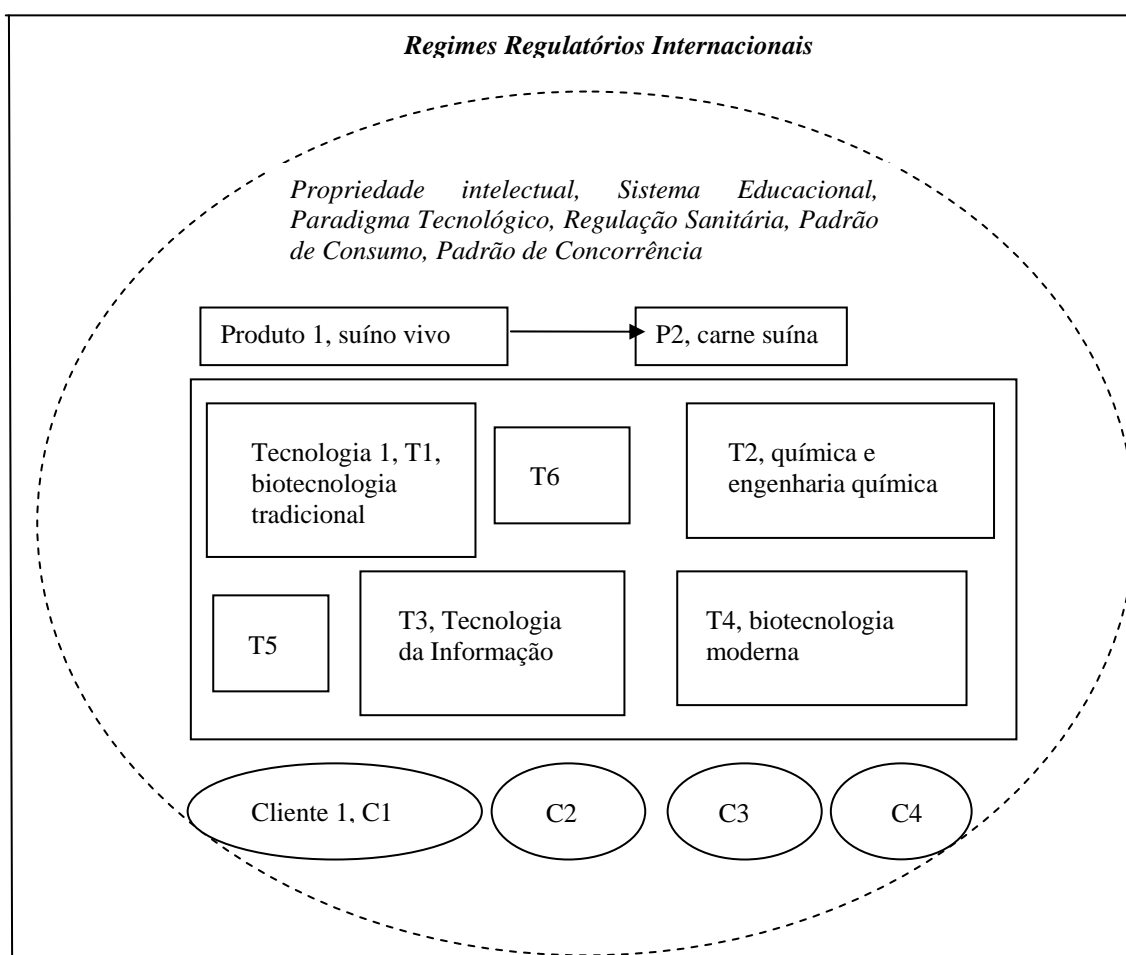 Regimes Regulatórios Internacionais
Propriedade intelectual, Sistema Educacional,
Paradigma Tecnológico, Regulação Sanitária, Padrão
de Consumo, Padrão de Concorrência
Produto 1, suíno vivo
P2, carne suína
Tecnologia 1, T1,
biotecnologia
tradicional
T6
T2, química e
engenharia química
T5
T3, Tecnologia
da Informação
T4, biotecnologia
moderna
Cliente 1, C1
C2
C3
C4